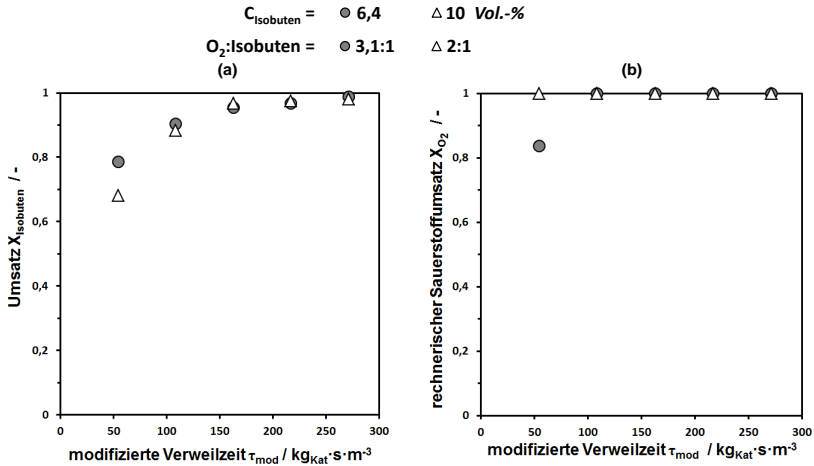 C_Isobuten = ● 6,4 △ 10 Vol.-%
O₂:Isobuten = ● 3,1:1 △ 2:1
(a)
Umsatz X_Isobuten / -
1
0,8
0,6
0,4
0,2
0
0 50 100 150 200 250 300
modifizierte Verweilzeit τ_mod / kg_Kat·s·m⁻³
(b)
rechnerischer Sauerstoffumsatz X_O₂ / -
1
0,8
0,6
0,4
0,2
0
0 50 100 150 200 250 300
modifizierte Verweilzeit τ_mod / kg_Kat·s·m⁻³